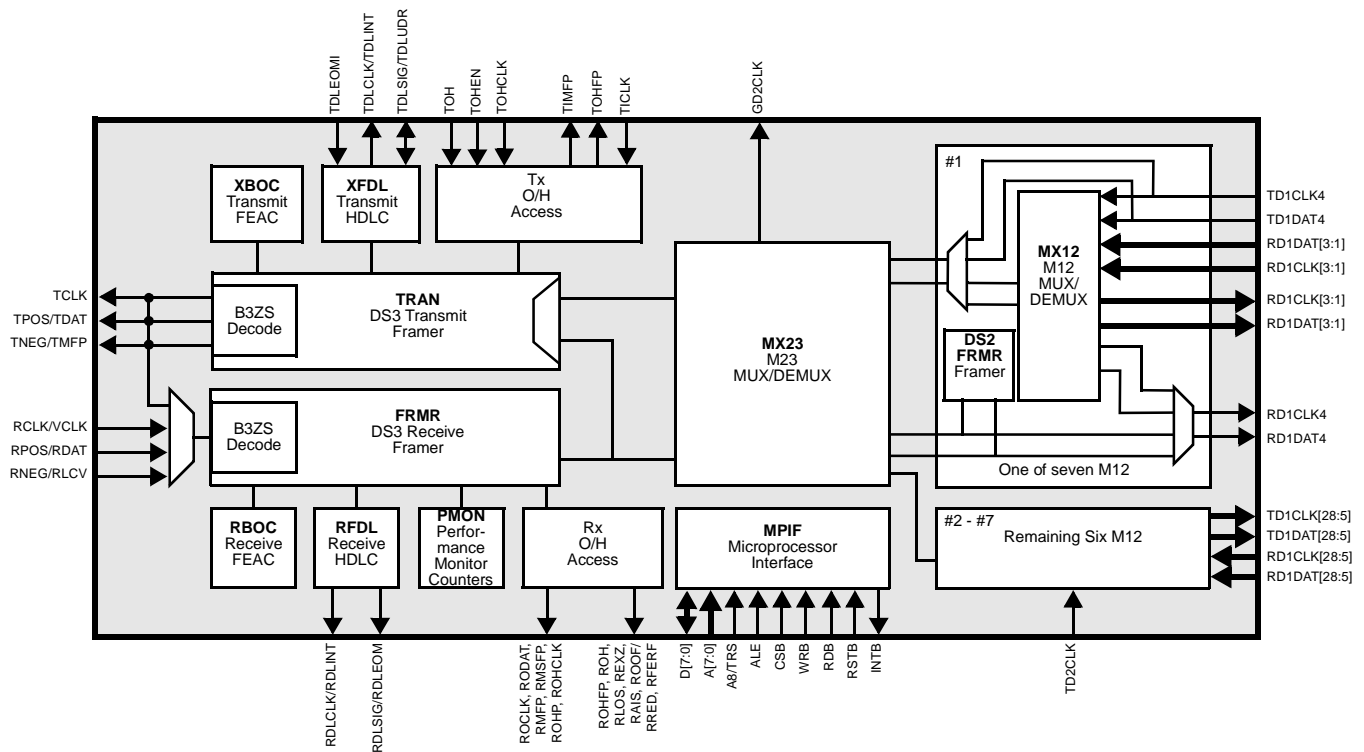 TDLEOMI
TDLCLK/TDLINT
TDLSIG/TDLUDR
TOH
TOHEN
TOHCLK
TIMFP
TOHFP
TICLK
GD2CLK
XBOC
Transmit
FEAC
XFDL
Transmit
HDLC
Tx
O/H
Access
#1
TD1CLK4
TD1DAT4
RD1DAT[3:1]
RD1CLK[3:1]
RD1CLK[3:1]
RD1DAT[3:1]
RD1CLK4
RD1DAT4
MX12
M12
MUX/
DEMUX
DS2
FRMR
Framer
One of seven M12
TCLK
TPOS/TDAT
TNEG/TMFP
B3ZS
Decode
TRAN
DS3 Transmit
Framer
MX23
M23
MUX/DEMUX
RCLK/VCLK
RPOS/RDAT
RNEG/RLCV
B3ZS
Decode
FRMR
DS3 Receive
Framer
RBOC
Receive
FEAC
RFDL
Receive
HDLC
PMON
Perfor-
mance
Monitor
Counters
Rx
O/H
Access
MPIF
Microprocessor
Interface
#2 - #7
Remaining Six M12
TD1CLK[28:5]
TD1DAT[28:5]
RD1CLK[28:5]
RD1DAT[28:5]
RDLCLK/RDLINT
RDLSIG/RDLEOM
ROCLK, RODAT,
RMFP, RMSFP,
ROHP, ROHCLK
ROHFP, ROH,
RLOS, REXZ,
RAIS, ROOF/
RRED, RFERF
D[7:0]
A[7:0]
A8/TRS
ALE
CSB
WRB
RDB
RSTB
INTB
TD2CLK